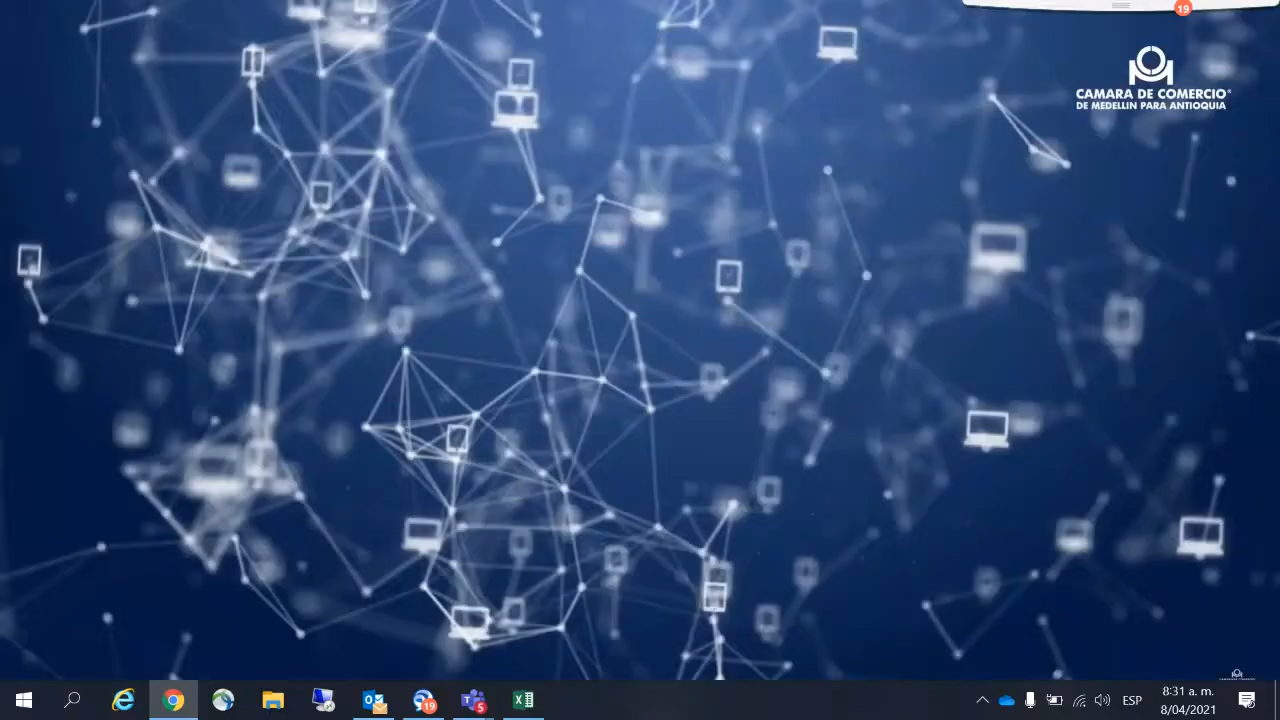 19
CAMARA DE COMERCIO®
DE MEDELLIN PARA ANTIOQUIA
19
5
ESP
8:31 a. m.
8/04/2021